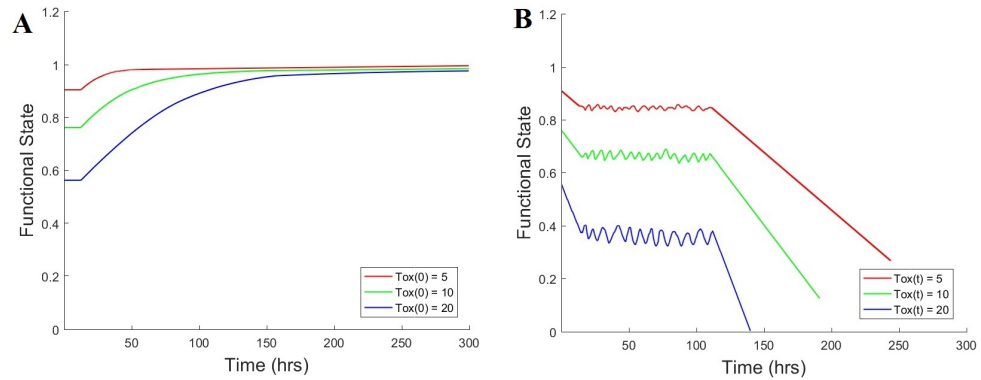 A
Functional State
1.2
1
0.8
0.6
0.4
0.2
0
0 50 100 150 200 250 300
Time (hrs)
Tox(0) = 5
Tox(0) = 10
Tox(0) = 20
B
Functional State
1.2
1
0.8
0.6
0.4
0.2
0
50 100 150 200 250 300
Time (hrs)
Tox(t) = 5
Tox(t) = 10
Tox(t) = 20